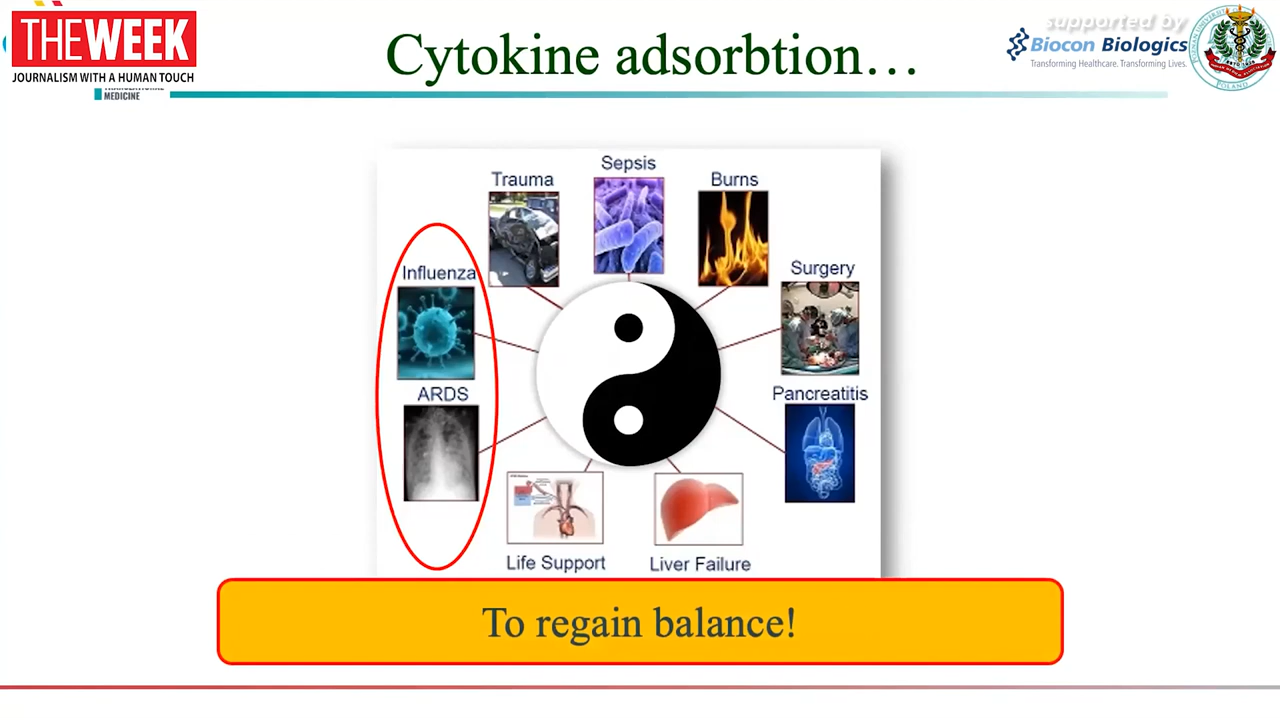 THE WEEK
JOURNALISM WITH A HUMAN TOUCH
MEDICINE
Cytokine adsorbtion...
supported by
Biocon Biologics
Transforming Healthcare. Transforming Lives.
POLAND
Sepsis
Trauma
Burns
Influenza
Surgery
ARDS
Pancreatitis
Life Support
Liver Failure
To regain balance!